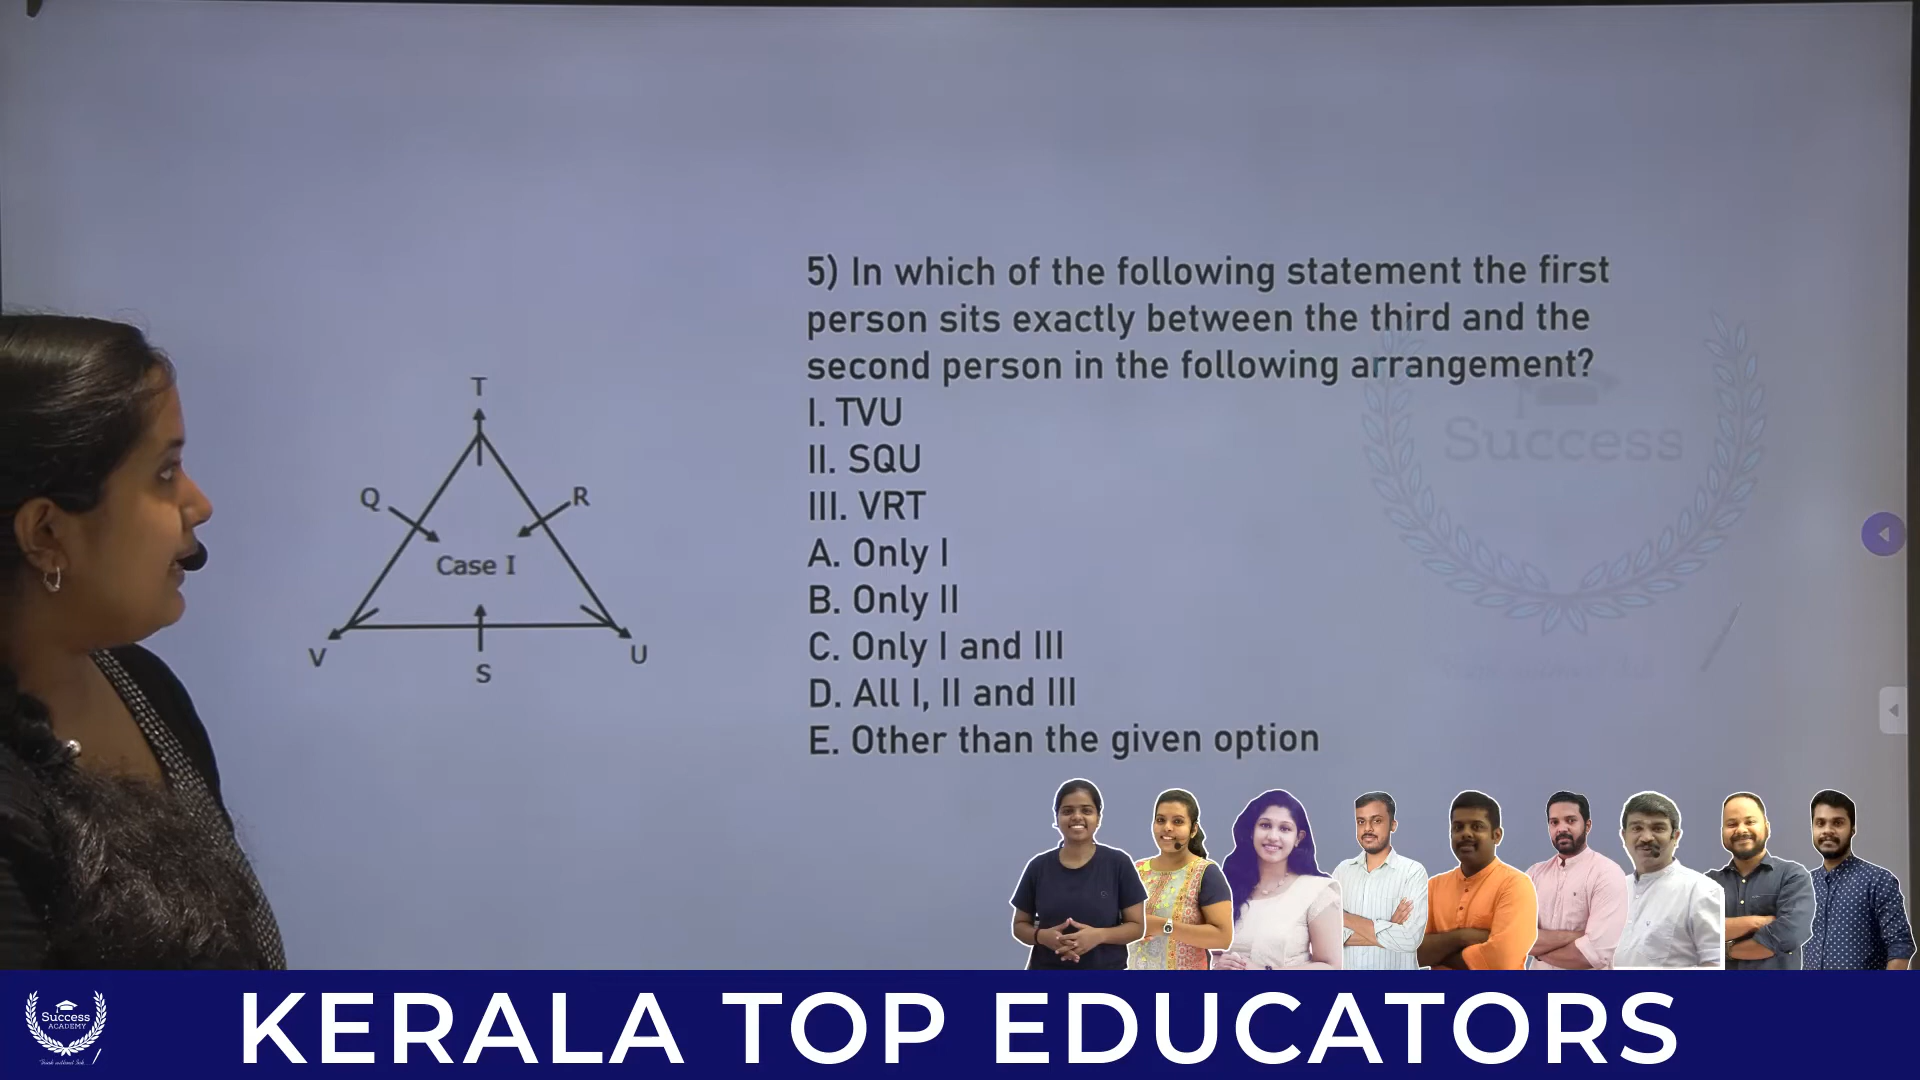 5) In which of the following statement the first
person sits exactly between the third and the
second person in the following arrangement?
I. TVU
II. SQU
III. VRT
A. Only I
B. Only II
C. Only I and III
D. All I, II and III
E. Other than the given option
T
Q
R
Case I
V
S
U
Success
Success
ACADEMY
KERALA TOP EDUCATORS